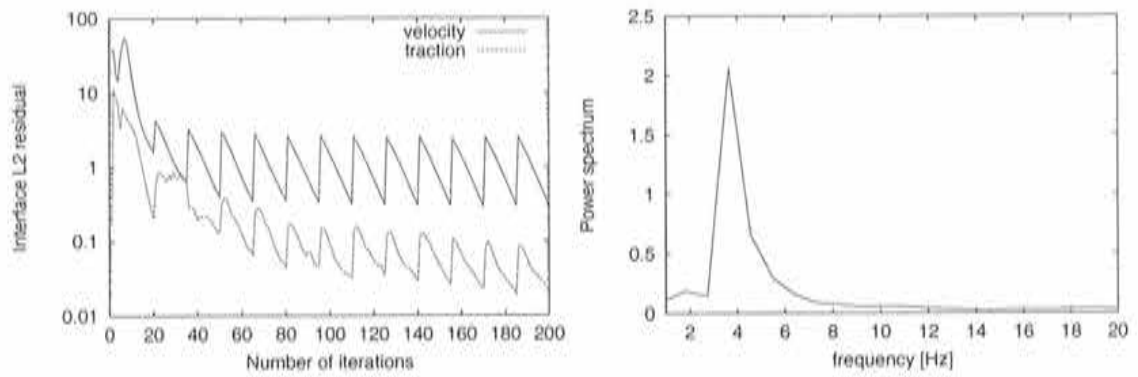 100
10
1
0.1
0.01
Interface L2 residual
velocity
traction
0 20 40 60 80 100 120 140 160 180 200
Number of iterations
2.5
2
1.5
1
0.5
0
Power spectrum
2 4 6 8 10 12 14 16 18 20
frequency [Hz]